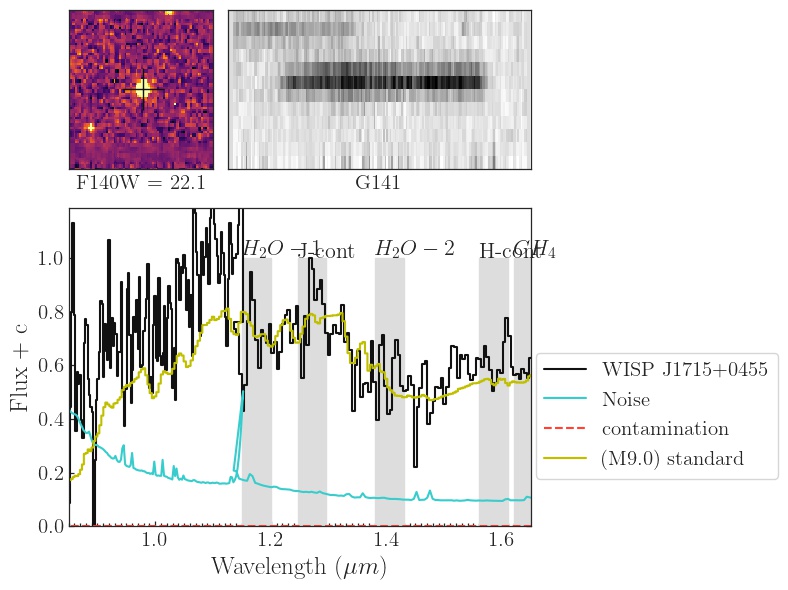 F140W = 22.1
G141
H₂O − 1
J-cont
H₂O − 2
H-cont
CH₄
1.0
0.8
0.6
0.4
0.2
0.0
Flux + c
1.0
1.2
1.4
1.6
Wavelength (μm)
WISP J1715+0455
Noise
contamination
(M9.0) standard